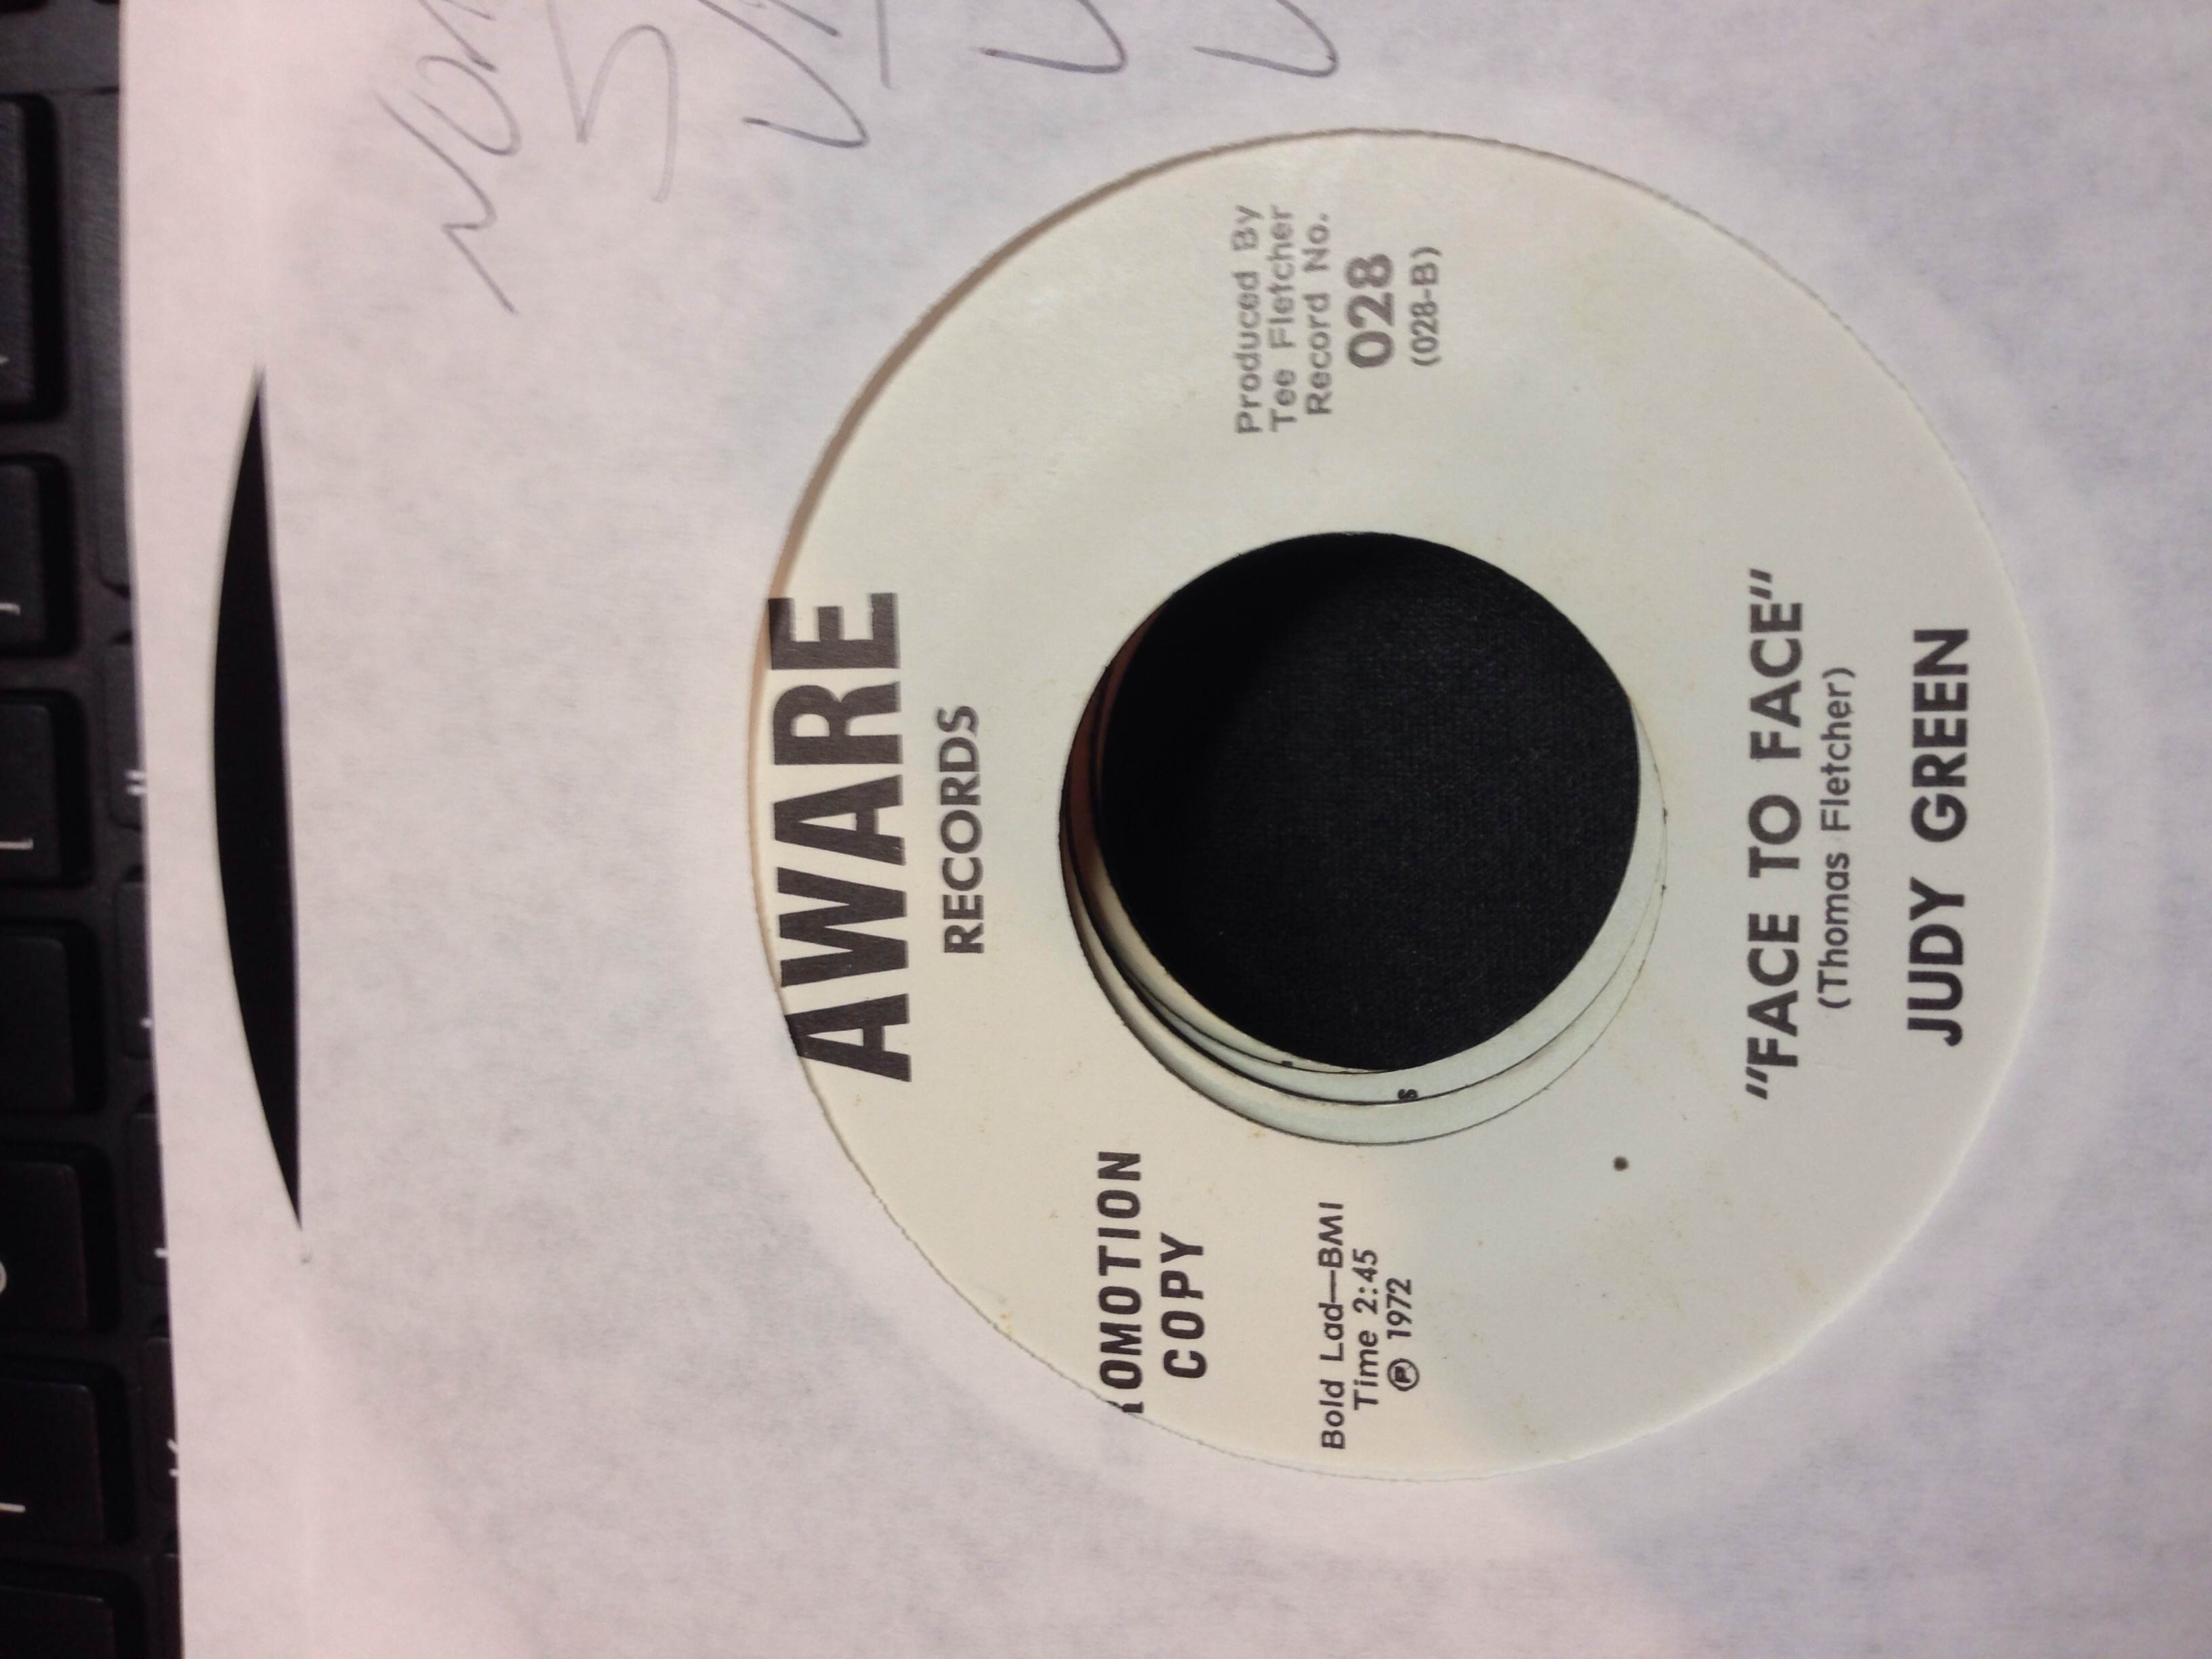 AWARE
RECORDS
ROMOTION
COPY
Bold Lad—BMI
Time 2:45
℗ 1972
Produced By
Tee Fletcher
Record No.
028
(028-B)
"FACE TO FACE"
(Thomas Fletcher)
JUDY GREEN